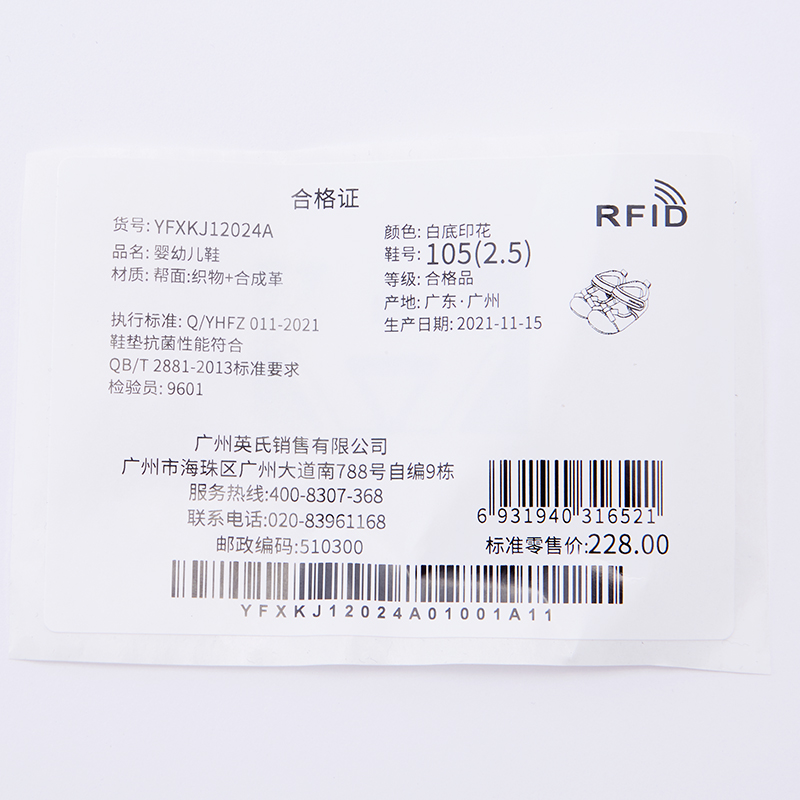 合格证
RFID
货号: YFXKJ12024A
品名: 婴幼儿鞋
材质: 帮面:织物+合成革
颜色: 白底印花
鞋号: 105(2.5)
等级: 合格品
产地: 广东·广州
生产日期: 2021-11-15
执行标准: Q/YHFZ 011-2021
鞋垫抗菌性能符合
QB/T 2881-2013标准要求
检验员: 9601
广州英氏销售有限公司
广州市海珠区广州大道南788号自编9栋
服务热线:400-8307-368
联系电话:020-83961168
邮政编码:510300
6 931940 316521
标准零售价:228.00
YFXKJ12024A01001A11